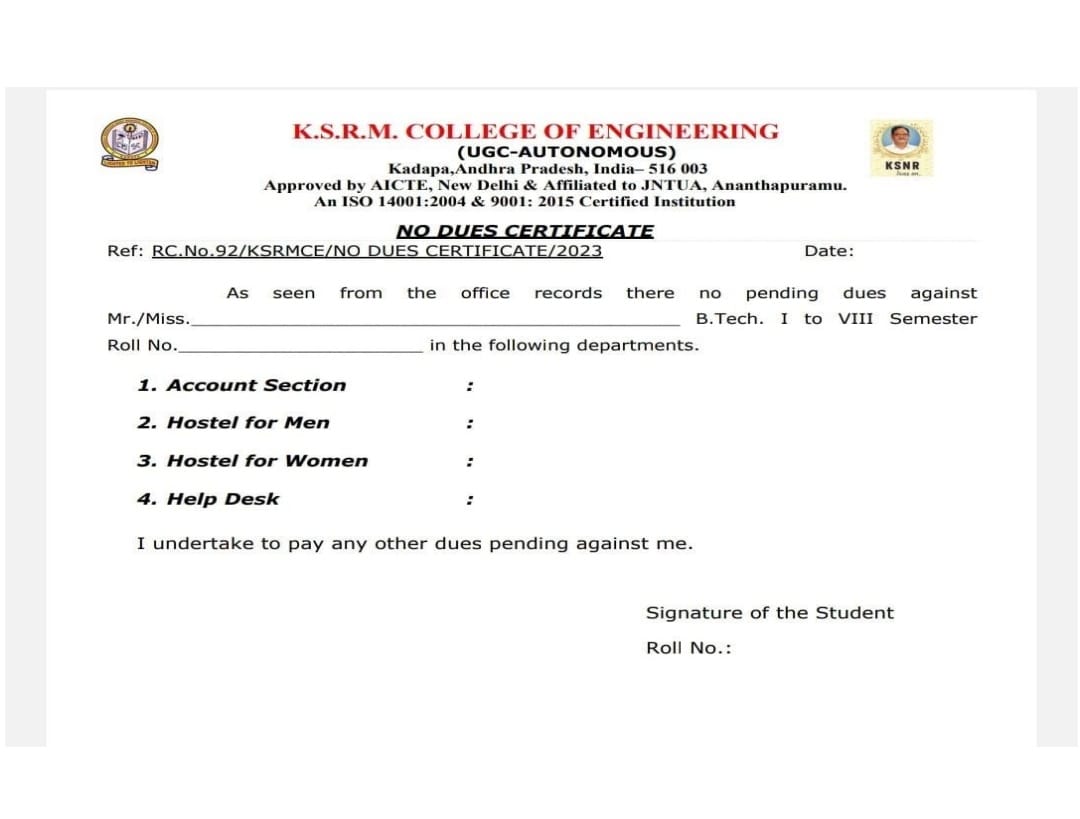 K.S.R.M. COLLEGE OF ENGINEERING
(UGC-AUTONOMOUS)
Kadapa,Andhra Pradesh, India– 516 003
Approved by AICTE, New Delhi & Affiliated to JNTUA, Ananthapuramu.
An ISO 14001:2004 & 9001: 2015 Certified Institution
KSNR
NO DUES CERTIFICATE
Ref: RC.No.92/KSRMCE/NO DUES CERTIFICATE/2023 Date:
As seen from the office records there no pending dues against
Mr./Miss.______________________________________________ B.Tech. I to VIII Semester
Roll No._______________________ in the following departments.
1. Account Section :
2. Hostel for Men :
3. Hostel for Women :
4. Help Desk :
I undertake to pay any other dues pending against me.
Signature of the Student
Roll No.: